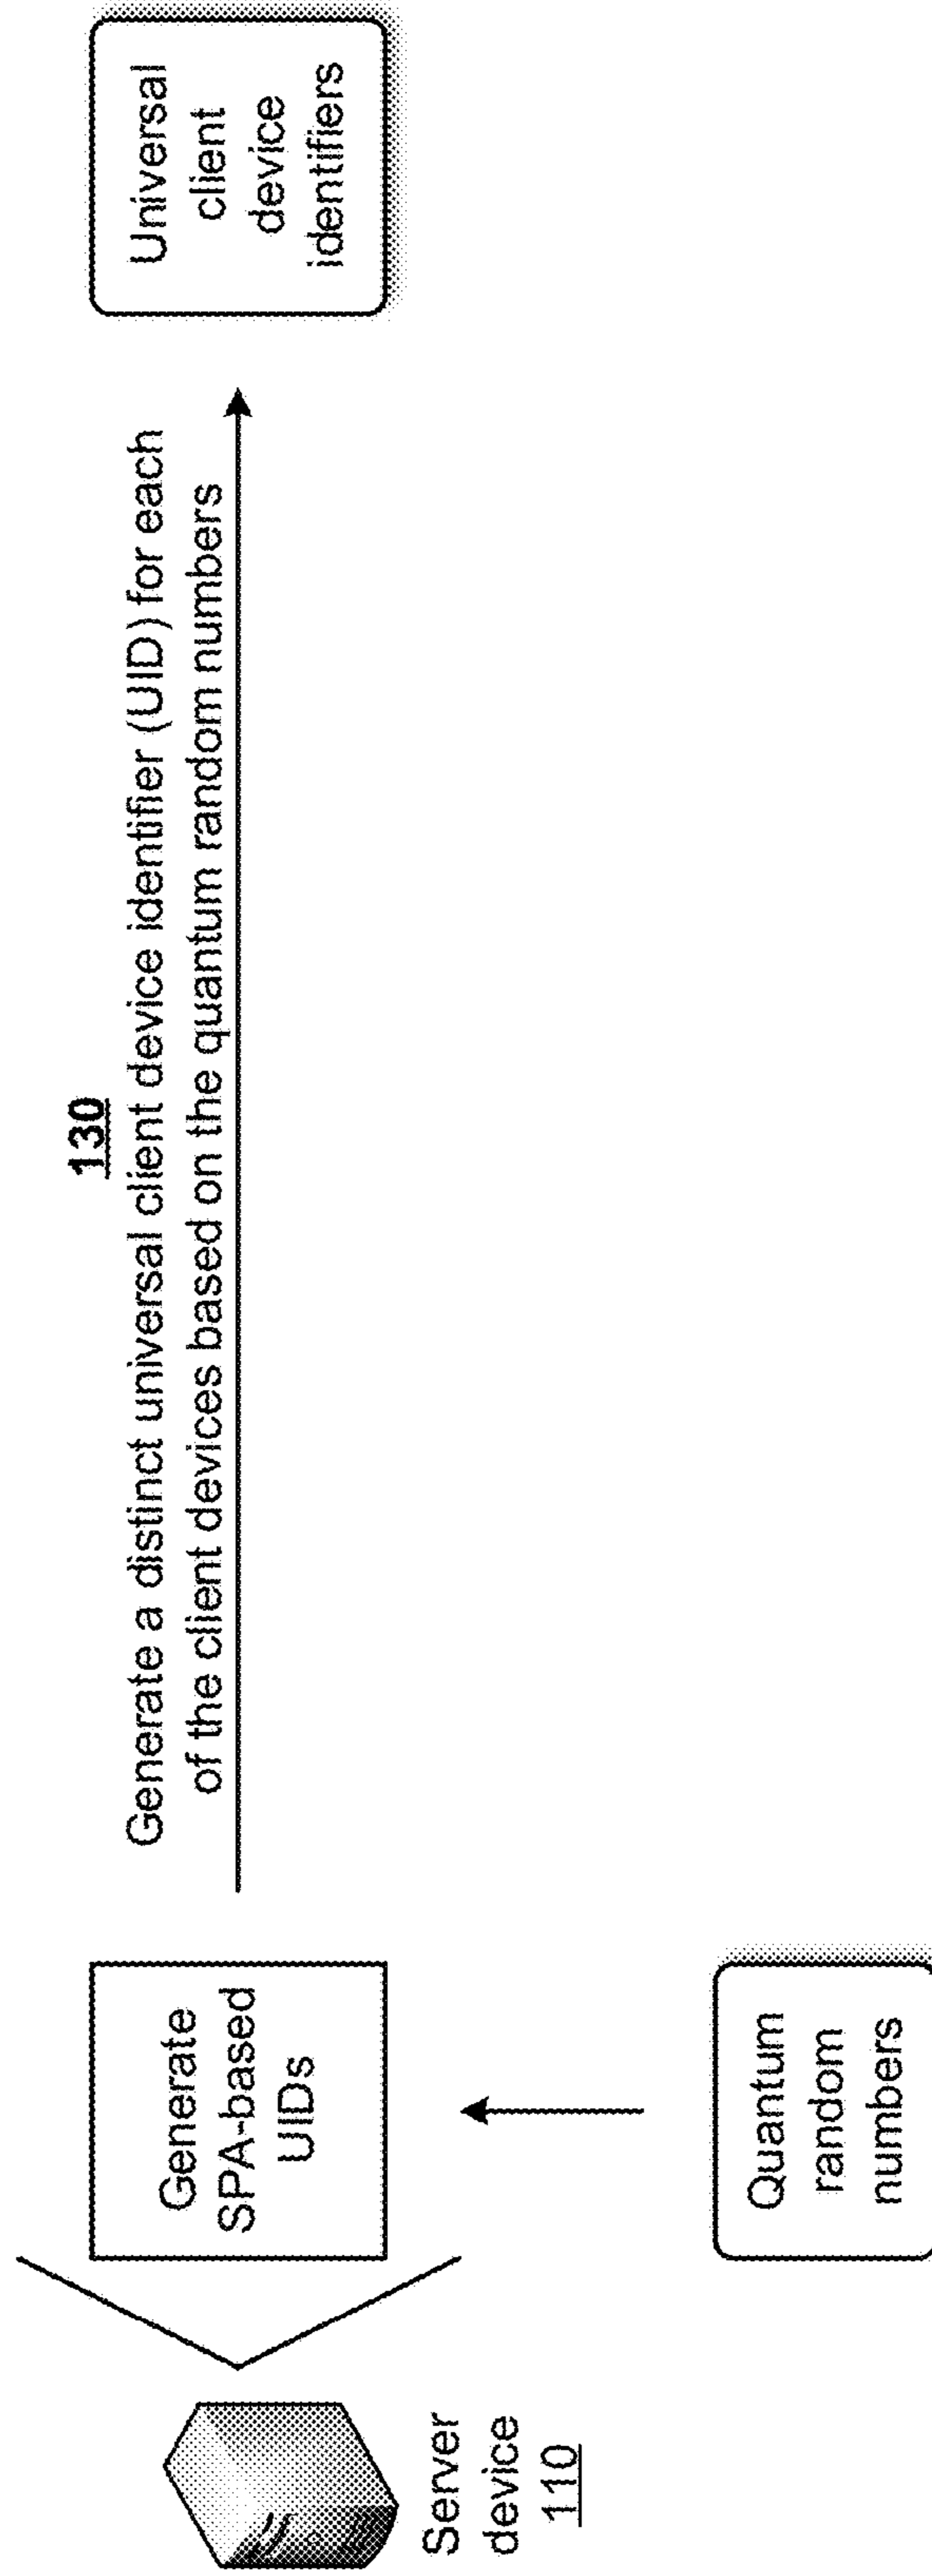 Server
device
110
Generate
SPA-based
UIDs
Quantum
random
numbers
130
Generate a distinct universal client device identifier (UID) for each
of the client devices based on the quantum random numbers
Universal
client
device
identifiers